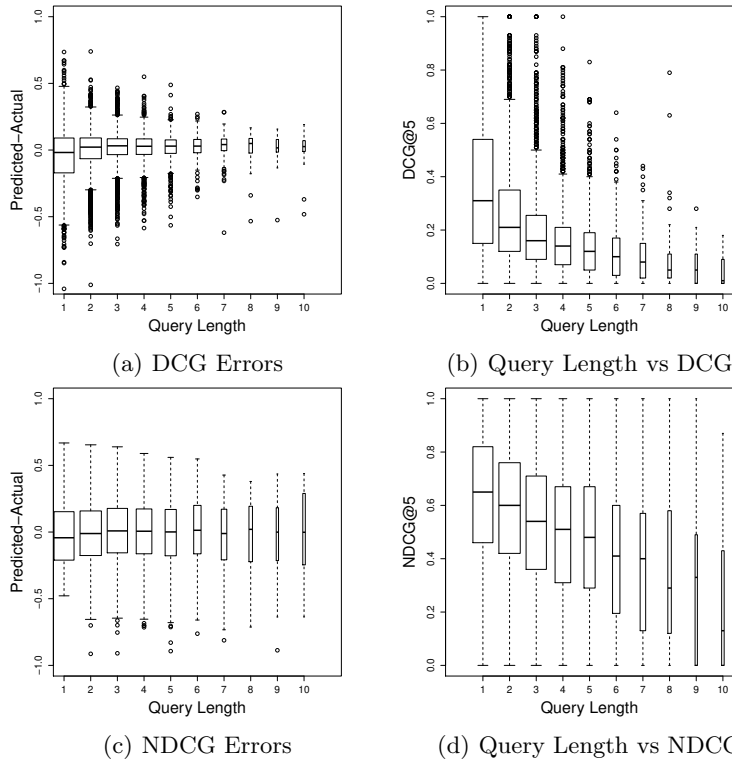 1.0
0.5
0.0
−0.5
−1.0
Predicted−Actual
1 2 3 4 5 6 7 8 9 10
Query Length
(a) DCG Errors
1.0
0.8
0.6
0.4
0.2
0.0
DCG@5
1 2 3 4 5 6 7 8 9 10
Query Length
(b) Query Length vs DCG
1.0
0.5
0.0
−0.5
−1.0
Predicted−Actual
1 2 3 4 5 6 7 8 9 10
Query Length
(c) NDCG Errors
1.0
0.8
0.6
0.4
0.2
0.0
NDCG@5
1 2 3 4 5 6 7 8 9 10
Query Length
(d) Query Length vs NDCG